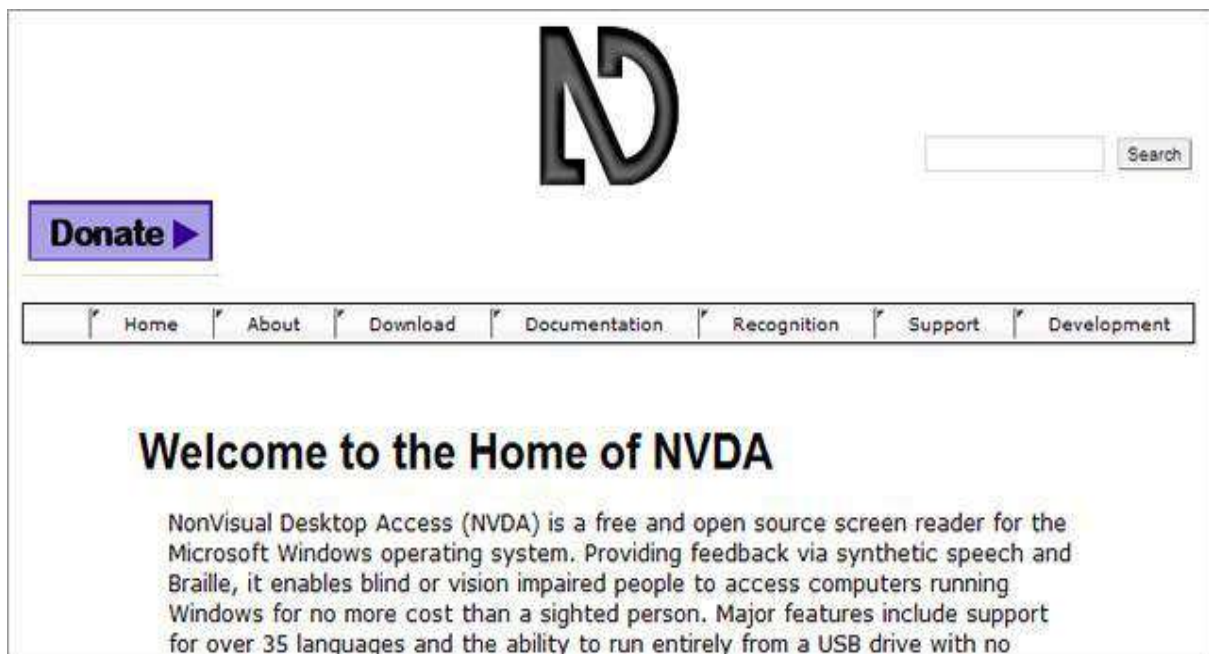 Search
Donate
Home About Download Documentation Recognition Support Development
Welcome to the Home of NVDA
NonVisual Desktop Access (NVDA) is a free and open source screen reader for the
Microsoft Windows operating system. Providing feedback via synthetic speech and
Braille, it enables blind or vision impaired people to access computers running
Windows for no more cost than a sighted person. Major features include support
for over 35 languages and the ability to run entirely from a USB drive with no